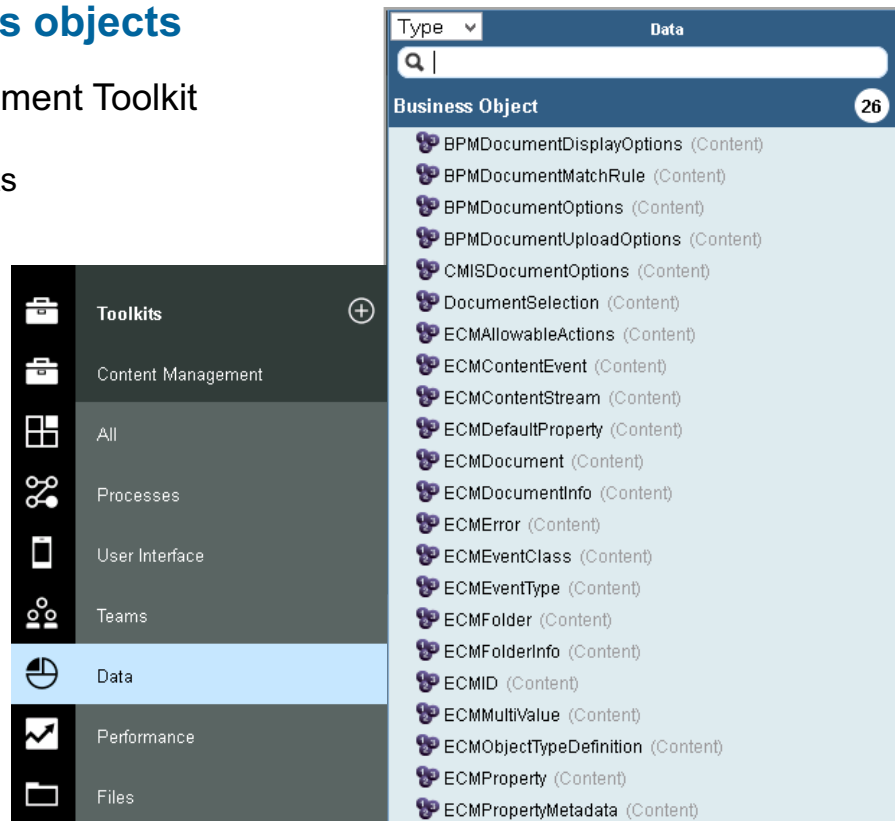 s objects
ment Toolkit
s
Toolkits
Content Management
All
Processes
User Interface
Teams
Data
Performance
Files
Type
Data
Business Object
26
BPMDocumentDisplayOptions (Content)
BPMDocumentMatchRule (Content)
BPMDocumentOptions (Content)
BPMDocumentUploadOptions (Content)
CMISDocumentOptions (Content)
DocumentSelection (Content)
ECMAllowableActions (Content)
ECMContentEvent (Content)
ECMContentStream (Content)
ECMDefaultProperty (Content)
ECMDocument (Content)
ECMDocumentInfo (Content)
ECMError (Content)
ECMEventClass (Content)
ECMEventType (Content)
ECMFolder (Content)
ECMFolderInfo (Content)
ECMID (Content)
ECMMultiValue (Content)
ECMObjectTypeDefinition (Content)
ECMProperty (Content)
ECMPropertyMetadata (Content)